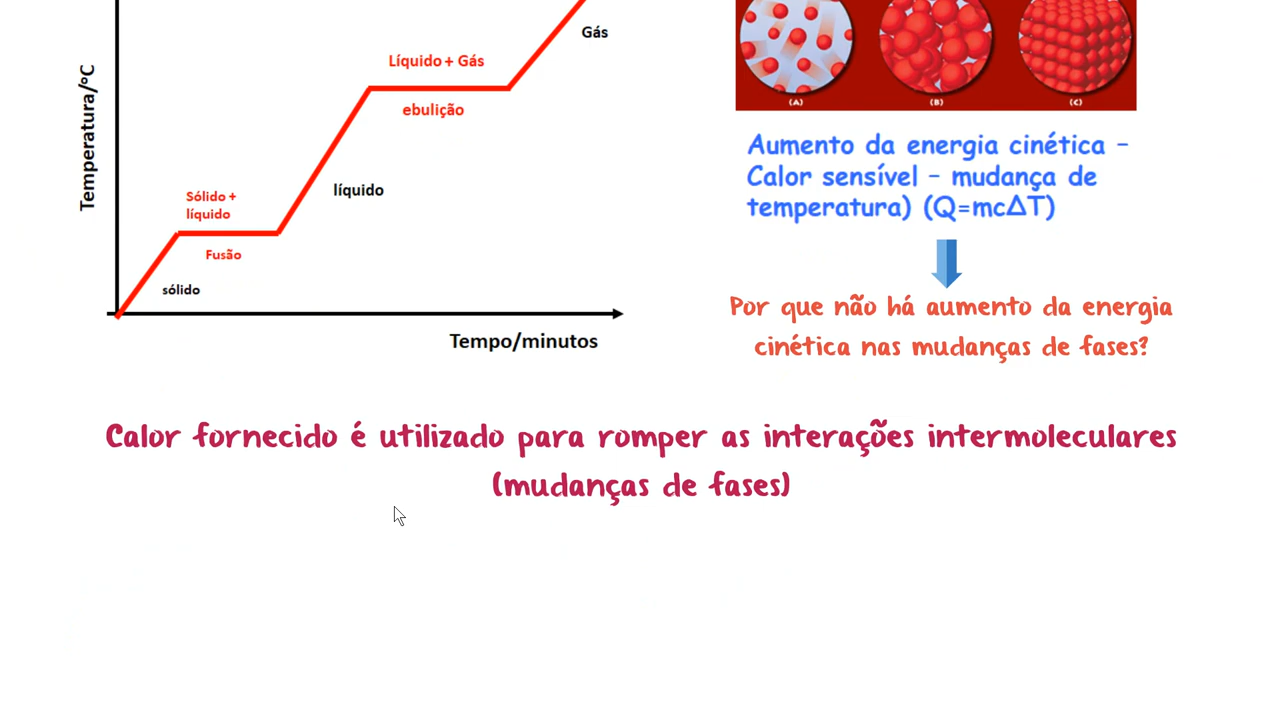 Temperatura/ºC
Gás
Líquido + Gás
ebulição
líquido
Sólido +
líquido
Fusão
sólido
Tempo/minutos
(A)
(B)
(C)
Aumento da energia cinética –
Calor sensível – mudança de
temperatura) (Q=mcΔT)
Por que não há aumento da energia
cinética nas mudanças de fases?
Calor fornecido é utilizado para romper as interações intermoleculares
(mudanças de fases)